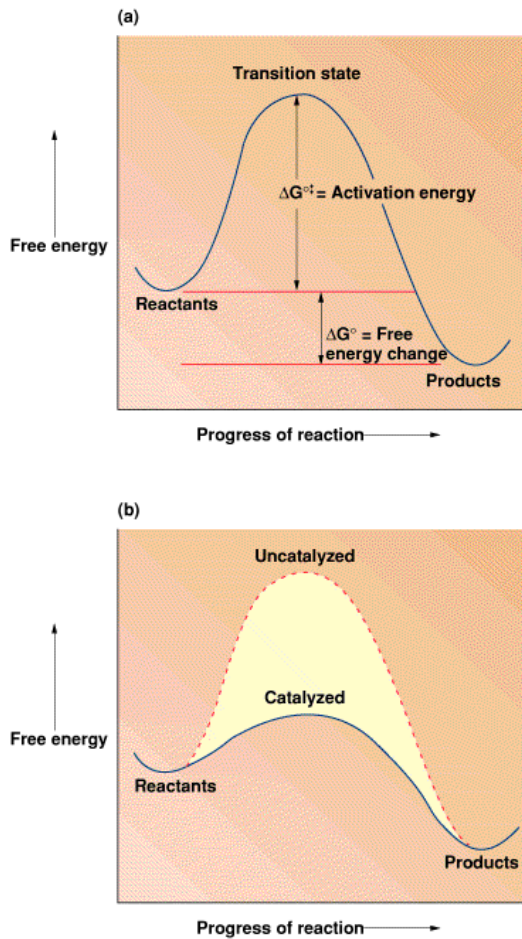 (a)
Transition state
ΔG°‡ = Activation energy
Free energy
Reactants
ΔG° = Free
energy change
Products
Progress of reaction
(b)
Uncatalyzed
Catalyzed
Free energy
Reactants
Products
Progress of reaction